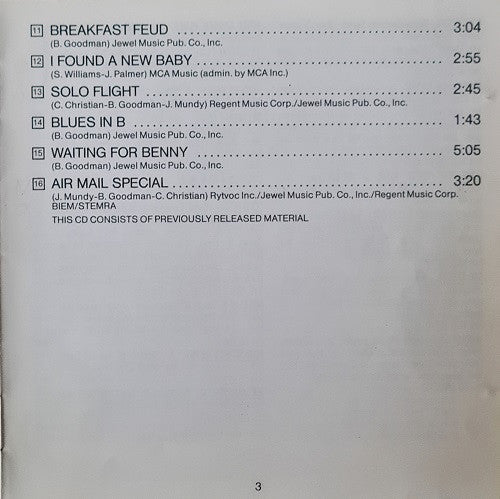 11 BREAKFAST FEUD ........................................ 3:04
(B. Goodman) Jewel Music Pub. Co., Inc.
12 I FOUND A NEW BABY ..................................... 2:55
(S. Williams-J. Palmer) MCA Music (admin. by MCA Inc.)
13 SOLO FLIGHT ............................................ 2:45
(C. Christian-B. Goodman-J. Mundy) Regent Music Corp./Jewel Music Pub. Co., Inc.
14 BLUES IN B ............................................. 1:43
(B. Goodman) Jewel Music Pub. Co., Inc.
15 WAITING FOR BENNY ...................................... 5:05
(B. Goodman) Jewel Music Pub. Co., Inc.
16 AIR MAIL SPECIAL ....................................... 3:20
(J. Mundy-B. Goodman-C. Christian) Rytvoc Inc./Jewel Music Pub. Co., Inc./Regent Music Corp.
BIEM/STEMRA
THIS CD CONSISTS OF PREVIOUSLY RELEASED MATERIAL
3